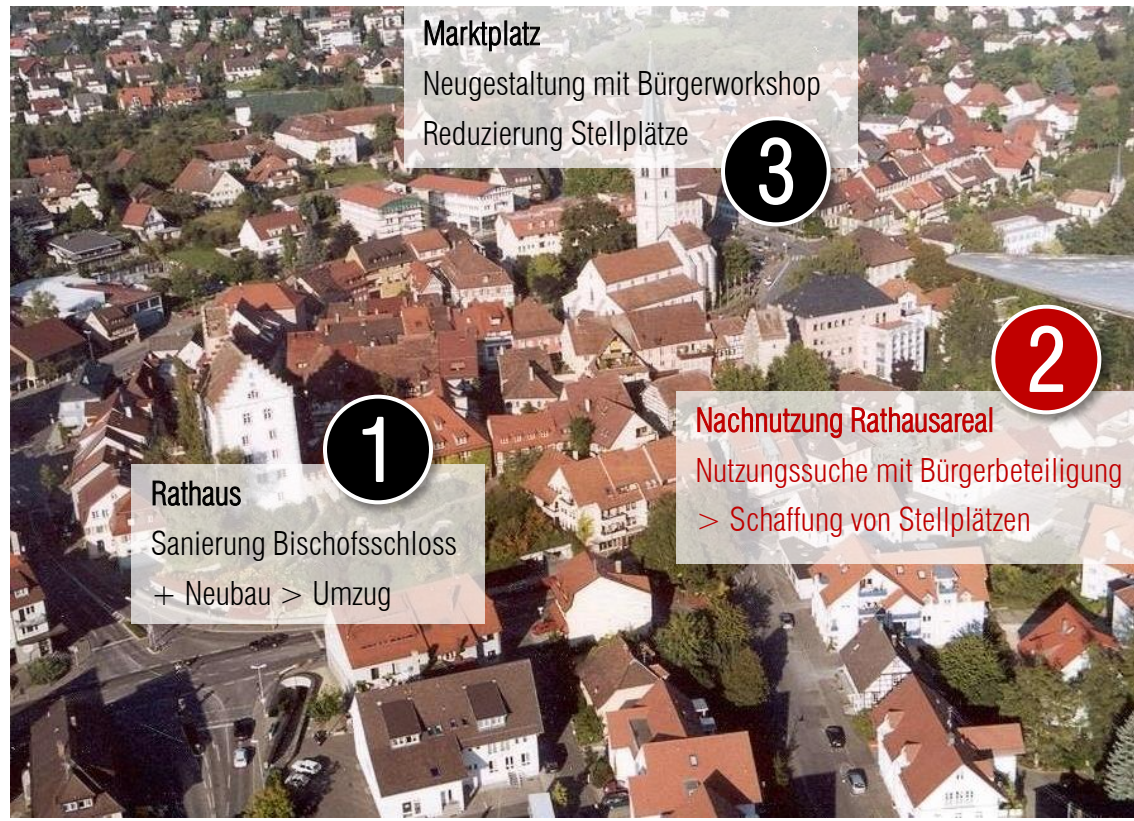 Marktplatz
Neugestaltung mit Bürgerworkshop
Reduzierung Stellplätze
3
2
Nachnutzung Rathausareal
Nutzungssuche mit Bürgerbeteiligung
> Schaffung von Stellplätzen
1
Rathaus
Sanierung Bischofsschloss
+ Neubau > Umzug